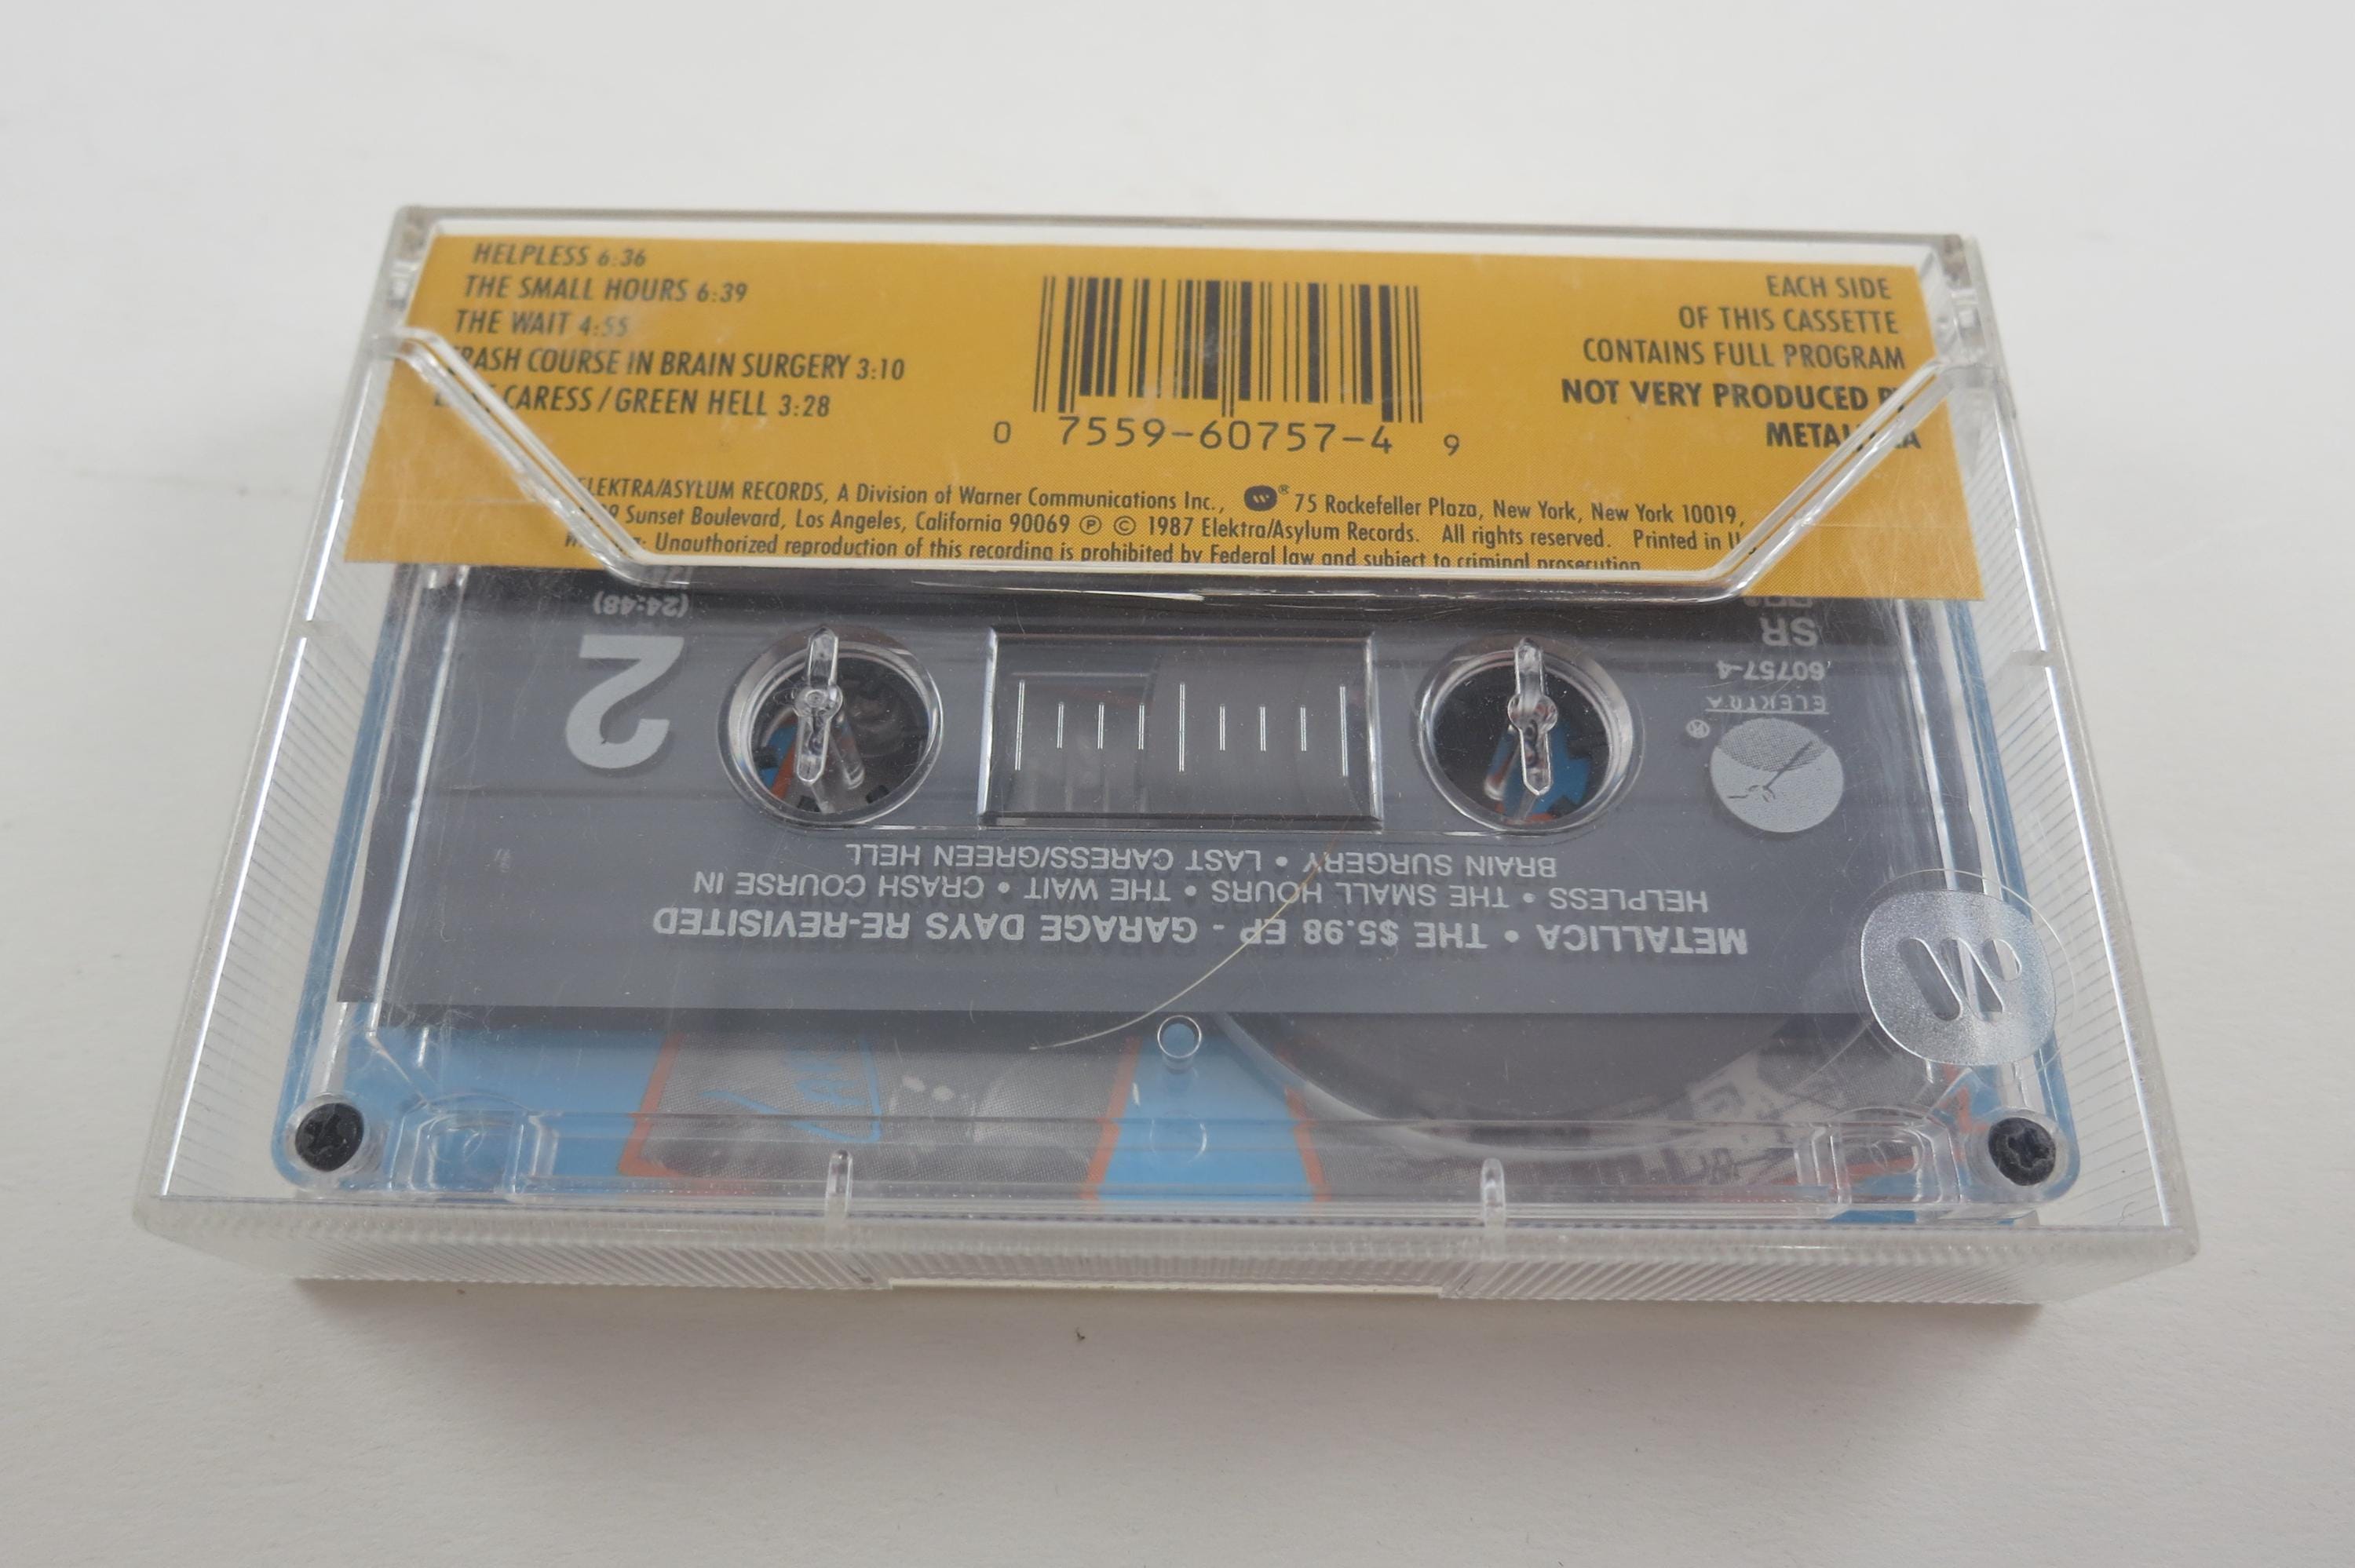 HELPLESS 6:36
THE SMALL HOURS 6:39
THE WAIT 4:55
CRASH COURSE IN BRAIN SURGERY 3:10
CARESS / GREEN HELL 3:28
0 7559-60757-4 9
EACH SIDE
OF THIS CASSETTE
CONTAINS FULL PROGRAM
NOT VERY PRODUCED BY
METALLICA
ELEKTRA/ASYLUM RECORDS, A Division of Warner Communications Inc., ® 75 Rockefeller Plaza, New York, New York 10019,
Sunset Boulevard, Los Angeles, California 90069 ℗ © 1987 Elektra/Asylum Records. All rights reserved. Printed in
Unauthorized reproduction of this recording is prohibited by Federal law and subject to criminal prosecution
METALLICA • THE $5.98 EP - GARAGE DAYS RE-REVISITED
HELPLESS • THE SMALL HOURS • THE WAIT • CRASH COURSE IN
BRAIN SURGERY • LAST CARESS/GREEN HELL
ELEKTRA
60757-4
SR
2
(24:48)